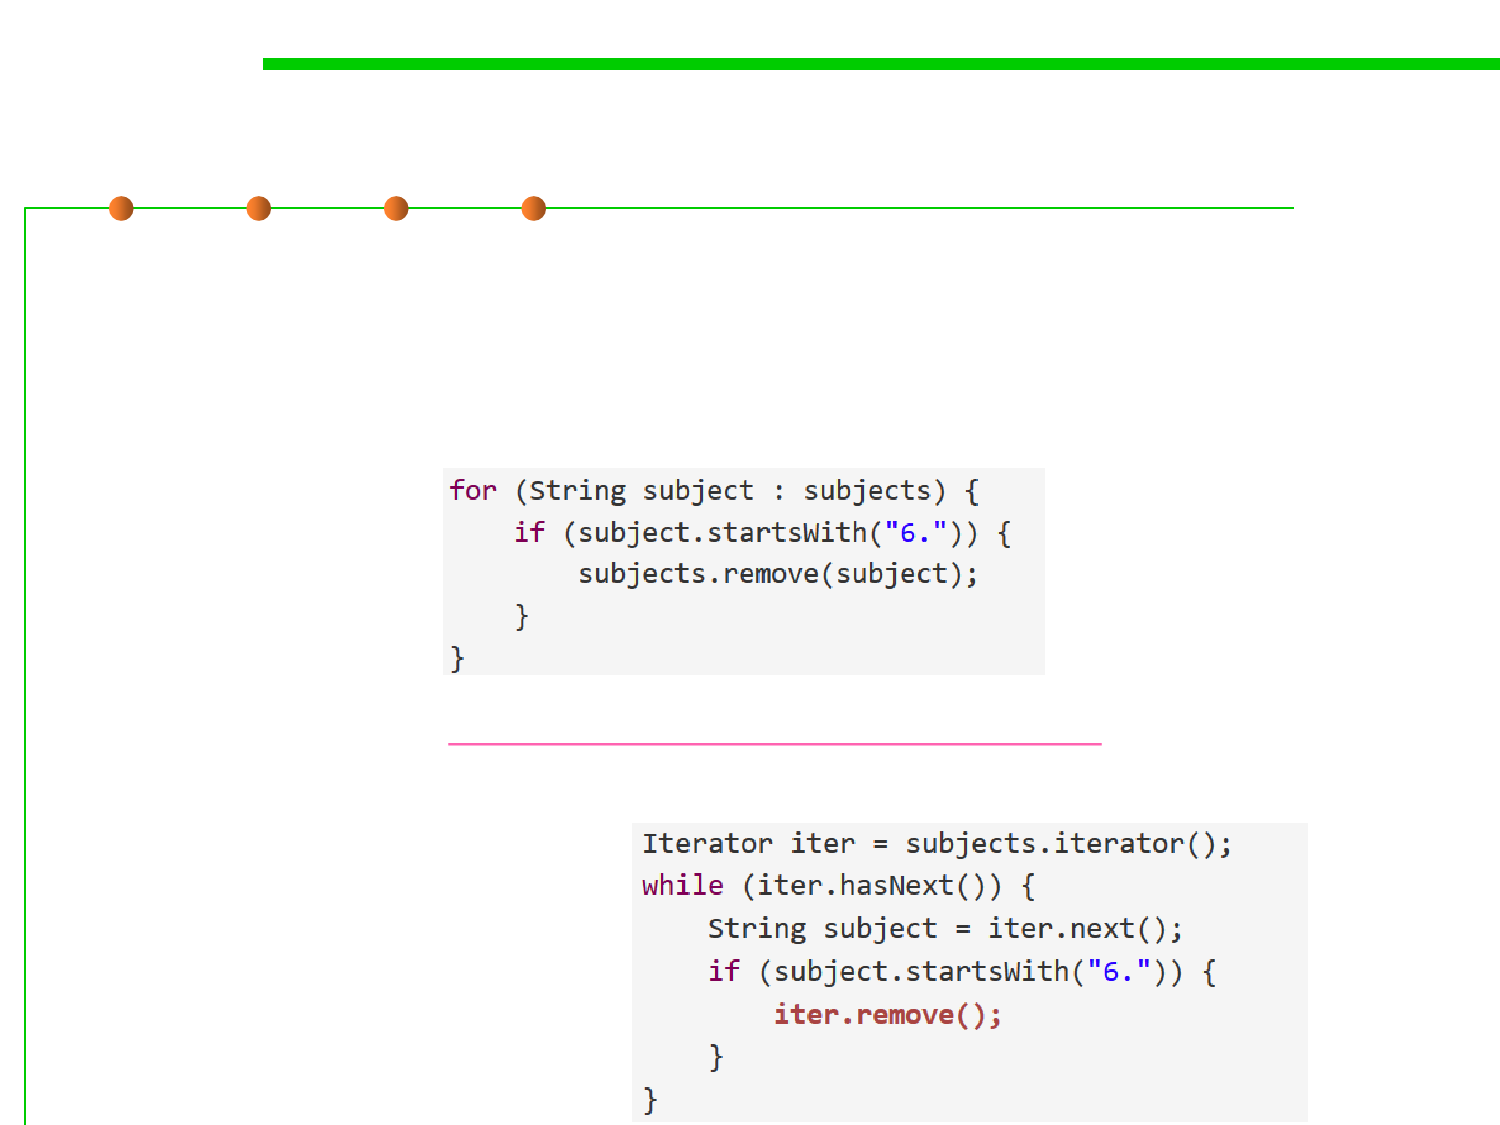 for (String subject : subjects) {
    if (subject.startsWith("6.")) {
        subjects.remove(subject);
    }
}
Iterator iter = subjects.iterator();
while (iter.hasNext()) {
    String subject = iter.next();
    if (subject.startsWith("6.")) {
        iter.remove();
    }
}